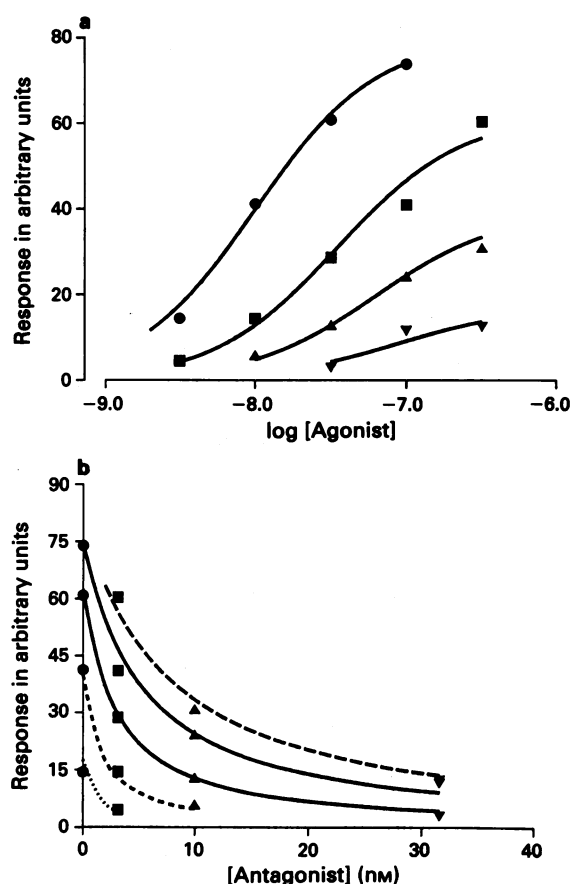 a
80
60
40
20
0
Response in arbitrary units
−9.0 −8.0 −7.0 −6.0
log [Agonist]
b
90
75
60
45
30
15
0
Response in arbitrary units
0 10 20 30 40
[Antagonist] (nM)